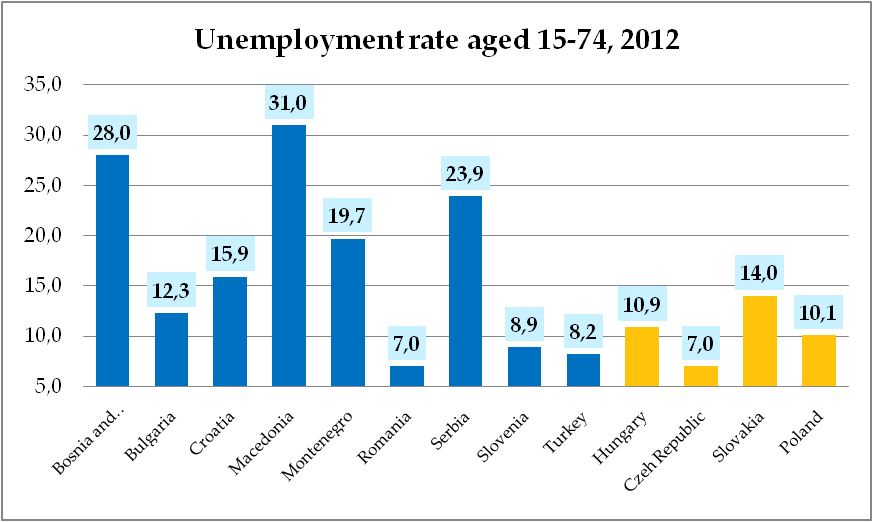 Unemployment rate aged 15-74, 2012
35,0
30,0
25,0
20,0
15,0
10,0
5,0
28,0
12,3
15,9
31,0
19,7
7,0
23,9
8,9
8,2
10,9
7,0
14,0
10,1
Bosnia and..
Bulgaria
Croatia
Macedonia
Montenegro
Romania
Serbia
Slovenia
Turkey
Hungary
Czeh Republic
Slovakia
Poland